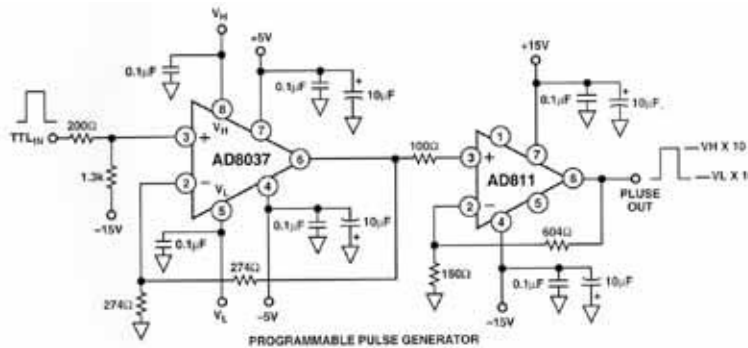 VH
+5V
0.1µF
0.1µF
10µF
+15V
0.1µF
10µF
TTLIN
200Ω
8
VH
7
3
+
AD8037
6
2
−
VL
4
5
1.3k
−15V
0.1µF
0.1µF
10µF
+
274Ω
274Ω
VL
−5V
100Ω
1
7
3
+
AD811
6
2
−
4
5
VH X 10
VL X 1
PLUSE
OUT
604Ω
150Ω
0.1µF
10µF
+
−15V
PROGRAMMABLE PULSE GENERATOR